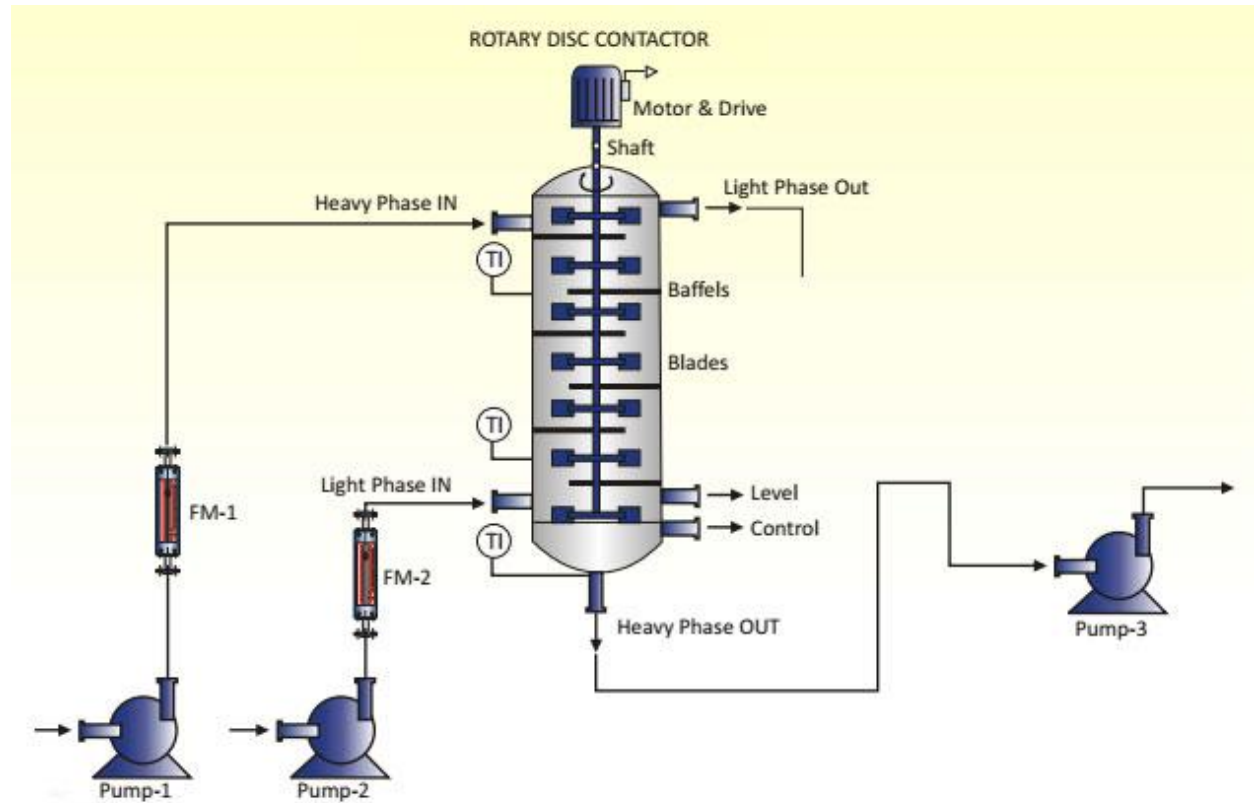 ROTARY DISC CONTACTOR
Motor & Drive
Shaft
Light Phase Out
Heavy Phase IN
TI
Baffels
Blades
TI
Light Phase IN
Level
FM-1
Control
TI
FM-2
Heavy Phase OUT
Pump-3
Pump-1
Pump-2